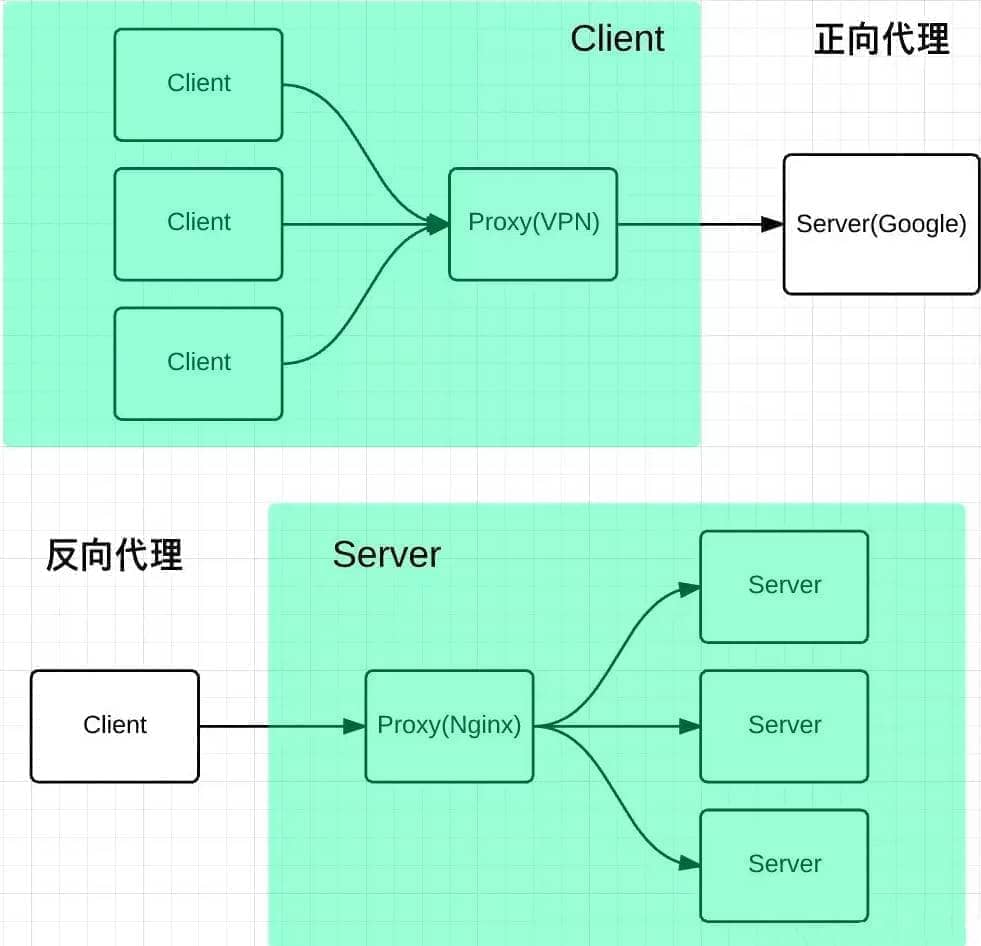 Client
正向代理
Client
Client
Proxy(VPN)
Server(Google)
Client
反向代理
Server
Server
Client
Proxy(Nginx)
Server
Server